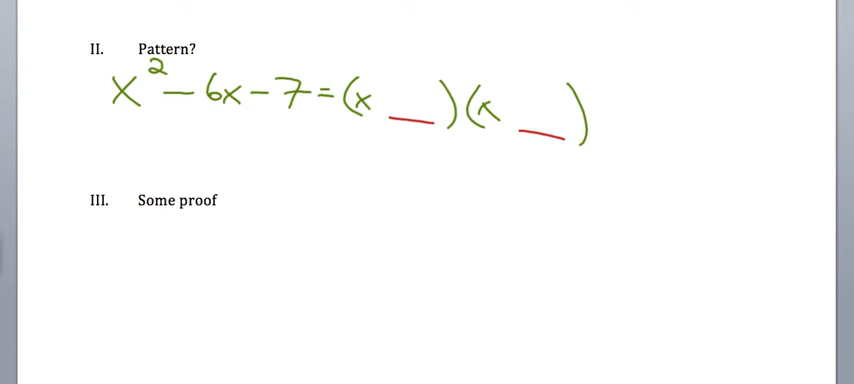 II. Pattern?
x² − 6x − 7 = (x __)(x __)
III. Some proof